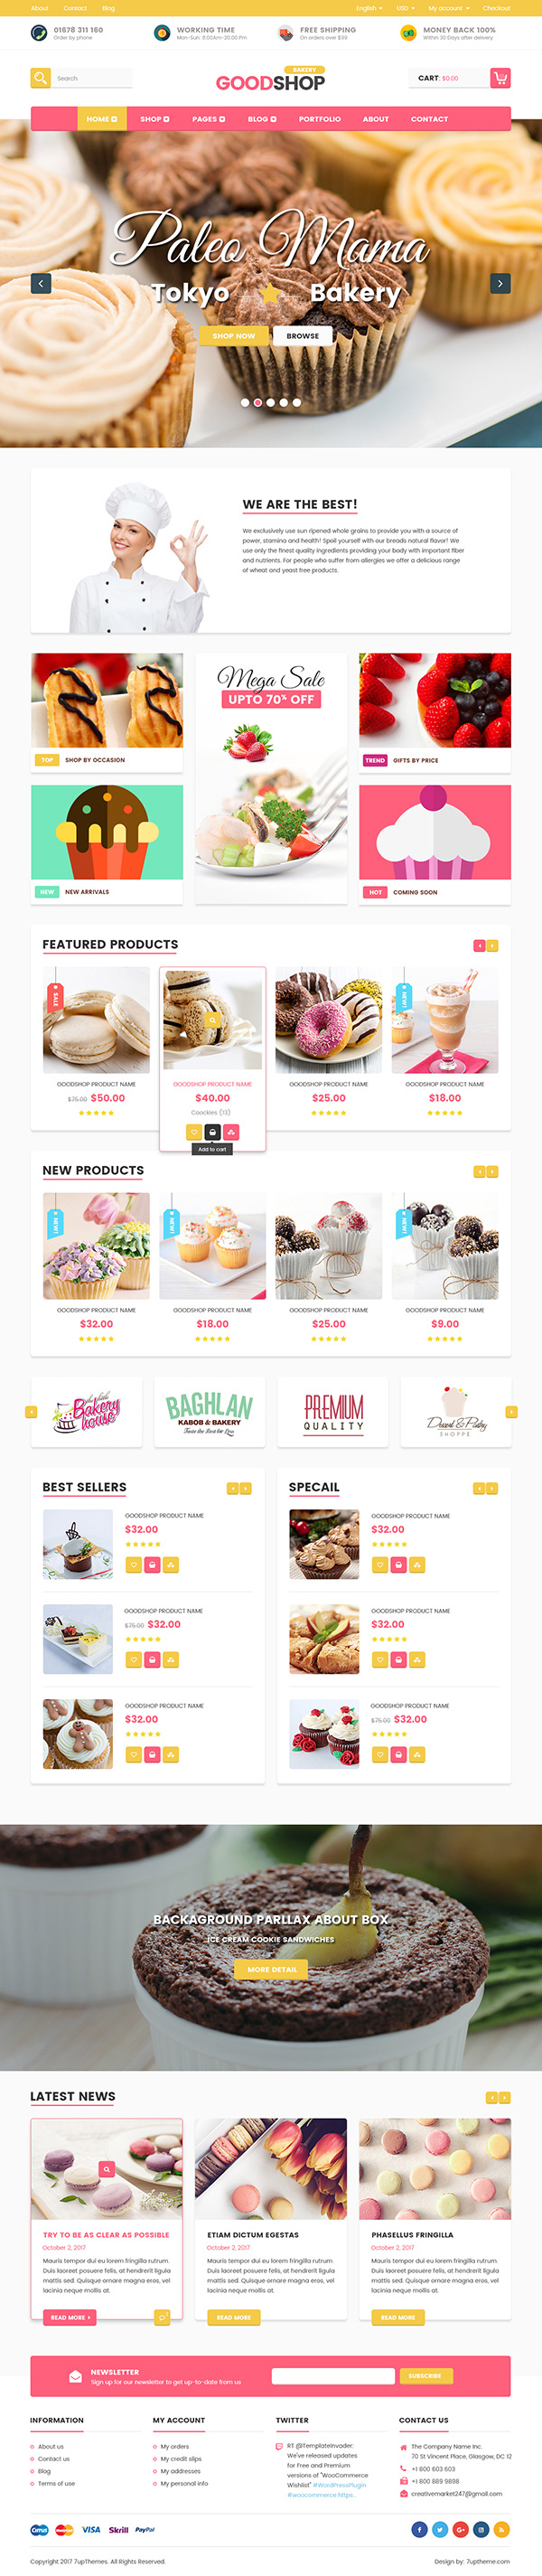 About Contact Blog English USD My account Checkout
01678 311 160
Order by phone
WORKING TIME
Mon-Sun: 8.00Am-20.00 Pm
FREE SHIPPING
On orders over $99
MONEY BACK 100%
Within 30 Days after delivery
Search
BAKERY
GOODSHOP
CART: $0.00
HOME SHOP PAGES BLOG PORTFOLIO ABOUT CONTACT
Paleo Mama
Tokyo Bakery
SHOP NOW BROWSE
WE ARE THE BEST!
We exclusively use sun ripened whole grains to provide you with a source of
power, stamina and health! Spoil yourself with our breads natural flavor! We
use only the finest quality ingredients providing your body with important fiber
and nutrients. For people who suffer from allergies we offer a delicious range
of wheat and yeast free products.
TOP SHOP BY OCCASION
Mega Sale
UPTO 70% OFF
TREND GIFTS BY PRICE
NEW NEW ARRIVALS
HOT COMING SOON
FEATURED PRODUCTS
SALE
NEW!
GOODSHOP PRODUCT NAME
$75.00 $50.00
GOODSHOP PRODUCT NAME
$40.00
Coockies (13)
Add to cart
GOODSHOP PRODUCT NAME
$25.00
GOODSHOP PRODUCT NAME
$18.00
NEW PRODUCTS
NEW!
NEW!
NEW!
GOODSHOP PRODUCT NAME
$32.00
GOODSHOP PRODUCT NAME
$18.00
GOODSHOP PRODUCT NAME
$25.00
GOODSHOP PRODUCT NAME
$9.00
Bakery
house
BAGHLAN
KABOB & BAKERY
Taste the Best for Less
PREMIUM
QUALITY
Dessert & Pastry
SHOPPE
BEST SELLERS
GOODSHOP PRODUCT NAME
$32.00
GOODSHOP PRODUCT NAME
$75.00 $32.00
GOODSHOP PRODUCT NAME
$32.00
SPECAIL
GOODSHOP PRODUCT NAME
$32.00
GOODSHOP PRODUCT NAME
$32.00
GOODSHOP PRODUCT NAME
$75.00 $32.00
BACKAGROUND PARLLAX ABOUT BOX
ICE CREAM COOKIE SANDWICHES
MORE DETAIL
LATEST NEWS
TRY TO BE AS CLEAR AS POSSIBLE
October 2, 2017
Mauris tempor dui eu lorem fringilla rutrum.
Duis laoreet posuere felis, at hendrerit ligula
mattis sed. Quisque ornare magna eros, vel
lacinia neque mollis at.
READ MORE
ETIAM DICTUM EGESTAS
October 2, 2017
Mauris tempor dui eu lorem fringilla rutrum.
Duis laoreet posuere felis, at hendrerit ligula
mattis sed. Quisque ornare magna eros, vel
lacinia neque mollis at.
READ MORE
PHASELLUS FRINGILLA
October 2, 2017
Mauris tempor dui eu lorem fringilla rutrum.
Duis laoreet posuere felis, at hendrerit ligula
mattis sed. Quisque ornare magna eros, vel
lacinia neque mollis at.
READ MORE
NEWSLETTER
Sign up for our newsletter to get up-to-date from us
SUBSCRIBE
INFORMATION
About us
Contact us
Blog
Terms of use
MY ACCOUNT
My orders
My credit slips
My addresses
My personal info
TWITTER
RT @TemplateInvader:
We've released updates
for Free and Premium
versions of "WooCommerce
Wishlist" #WordPressPlugin
#woocommerce https..
CONTACT US
The Company Name Inc.
70 St Vincent Place, Glasgow, DC 12
+1 800 603 603
+1 800 889 9898
creativemarket247@gmail.com
Cirrus MasterCard VISA Skrill PayPal
Copyright 2017 7upThemes. All Rights Reserved.
Design by: 7uptheme.com